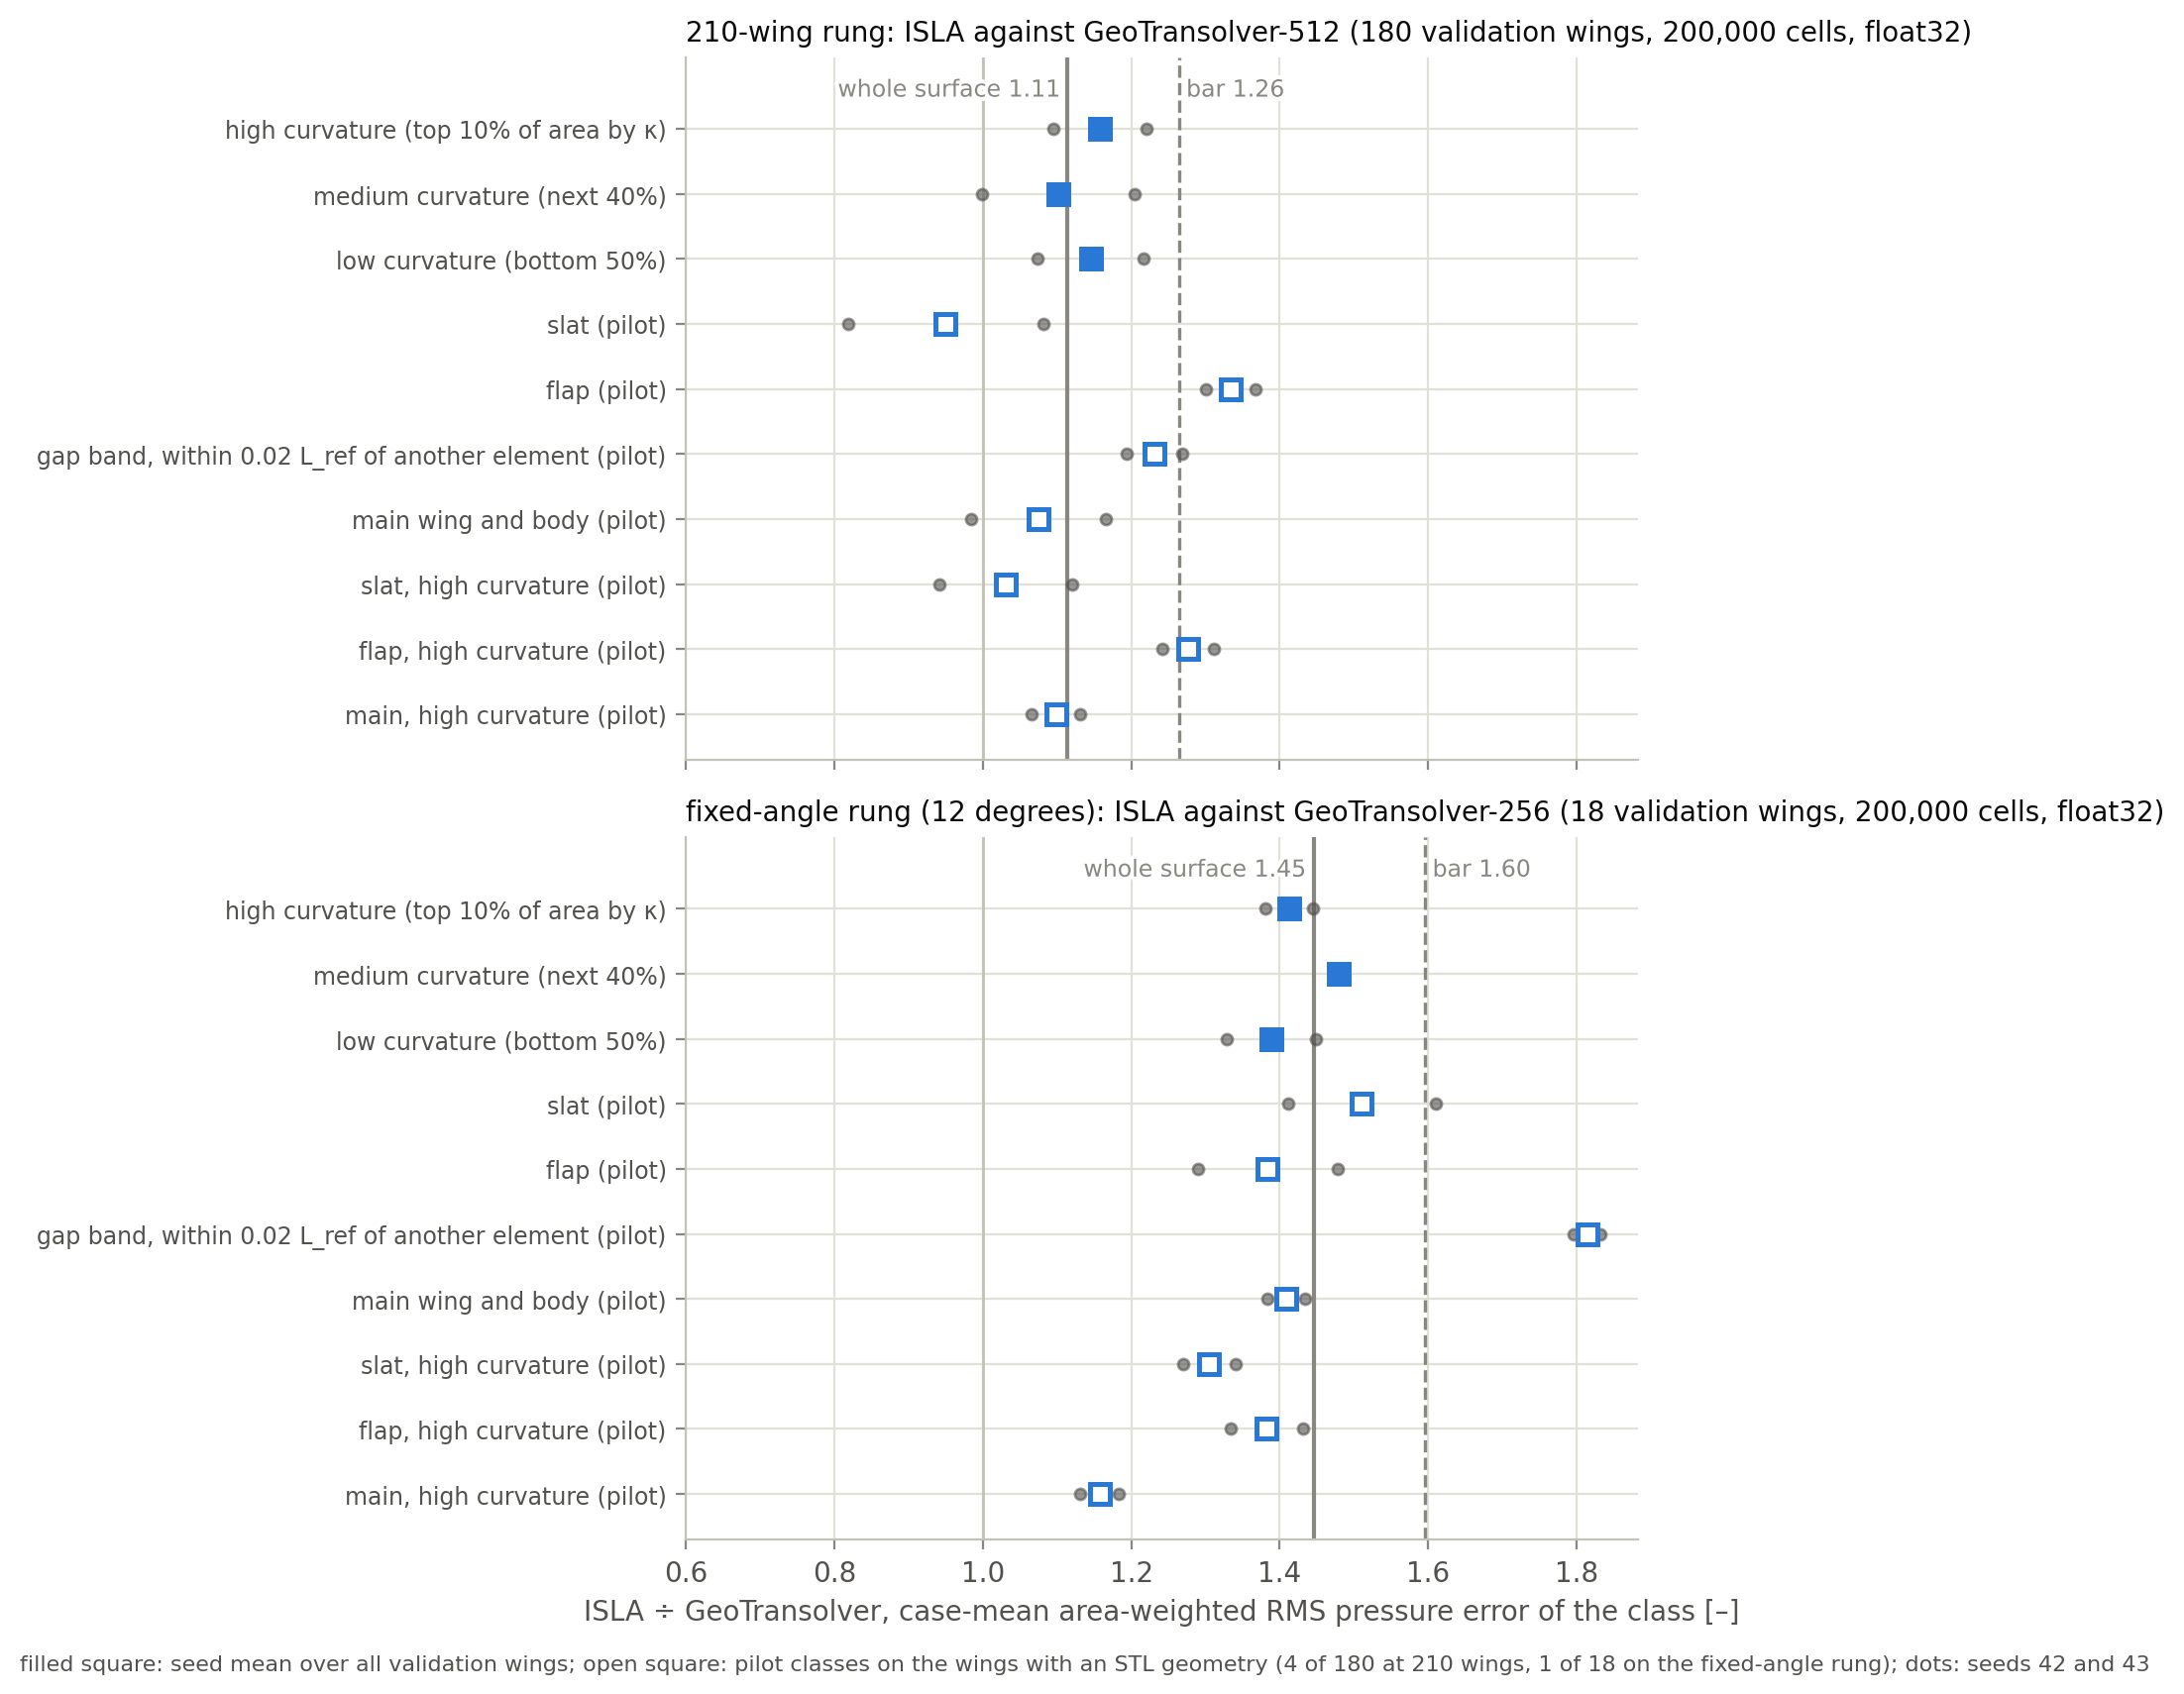 210-wing rung: ISLA against GeoTransolver-512 (180 validation wings, 200,000 cells, float32)
whole surface 1.11
bar 1.26
high curvature (top 10% of area by κ)
medium curvature (next 40%)
low curvature (bottom 50%)
slat (pilot)
flap (pilot)
gap band, within 0.02 L_ref of another element (pilot)
main wing and body (pilot)
slat, high curvature (pilot)
flap, high curvature (pilot)
main, high curvature (pilot)
fixed-angle rung (12 degrees): ISLA against GeoTransolver-256 (18 validation wings, 200,000 cells, float32)
whole surface 1.45
bar 1.60
high curvature (top 10% of area by κ)
medium curvature (next 40%)
low curvature (bottom 50%)
slat (pilot)
flap (pilot)
gap band, within 0.02 L_ref of another element (pilot)
main wing and body (pilot)
slat, high curvature (pilot)
flap, high curvature (pilot)
main, high curvature (pilot)
0.6 0.8 1.0 1.2 1.4 1.6 1.8
ISLA ÷ GeoTransolver, case-mean area-weighted RMS pressure error of the class [–]
filled square: seed mean over all validation wings; open square: pilot classes on the wings with an STL geometry (4 of 180 at 210 wings, 1 of 18 on the fixed-angle rung); dots: seeds 42 and 43